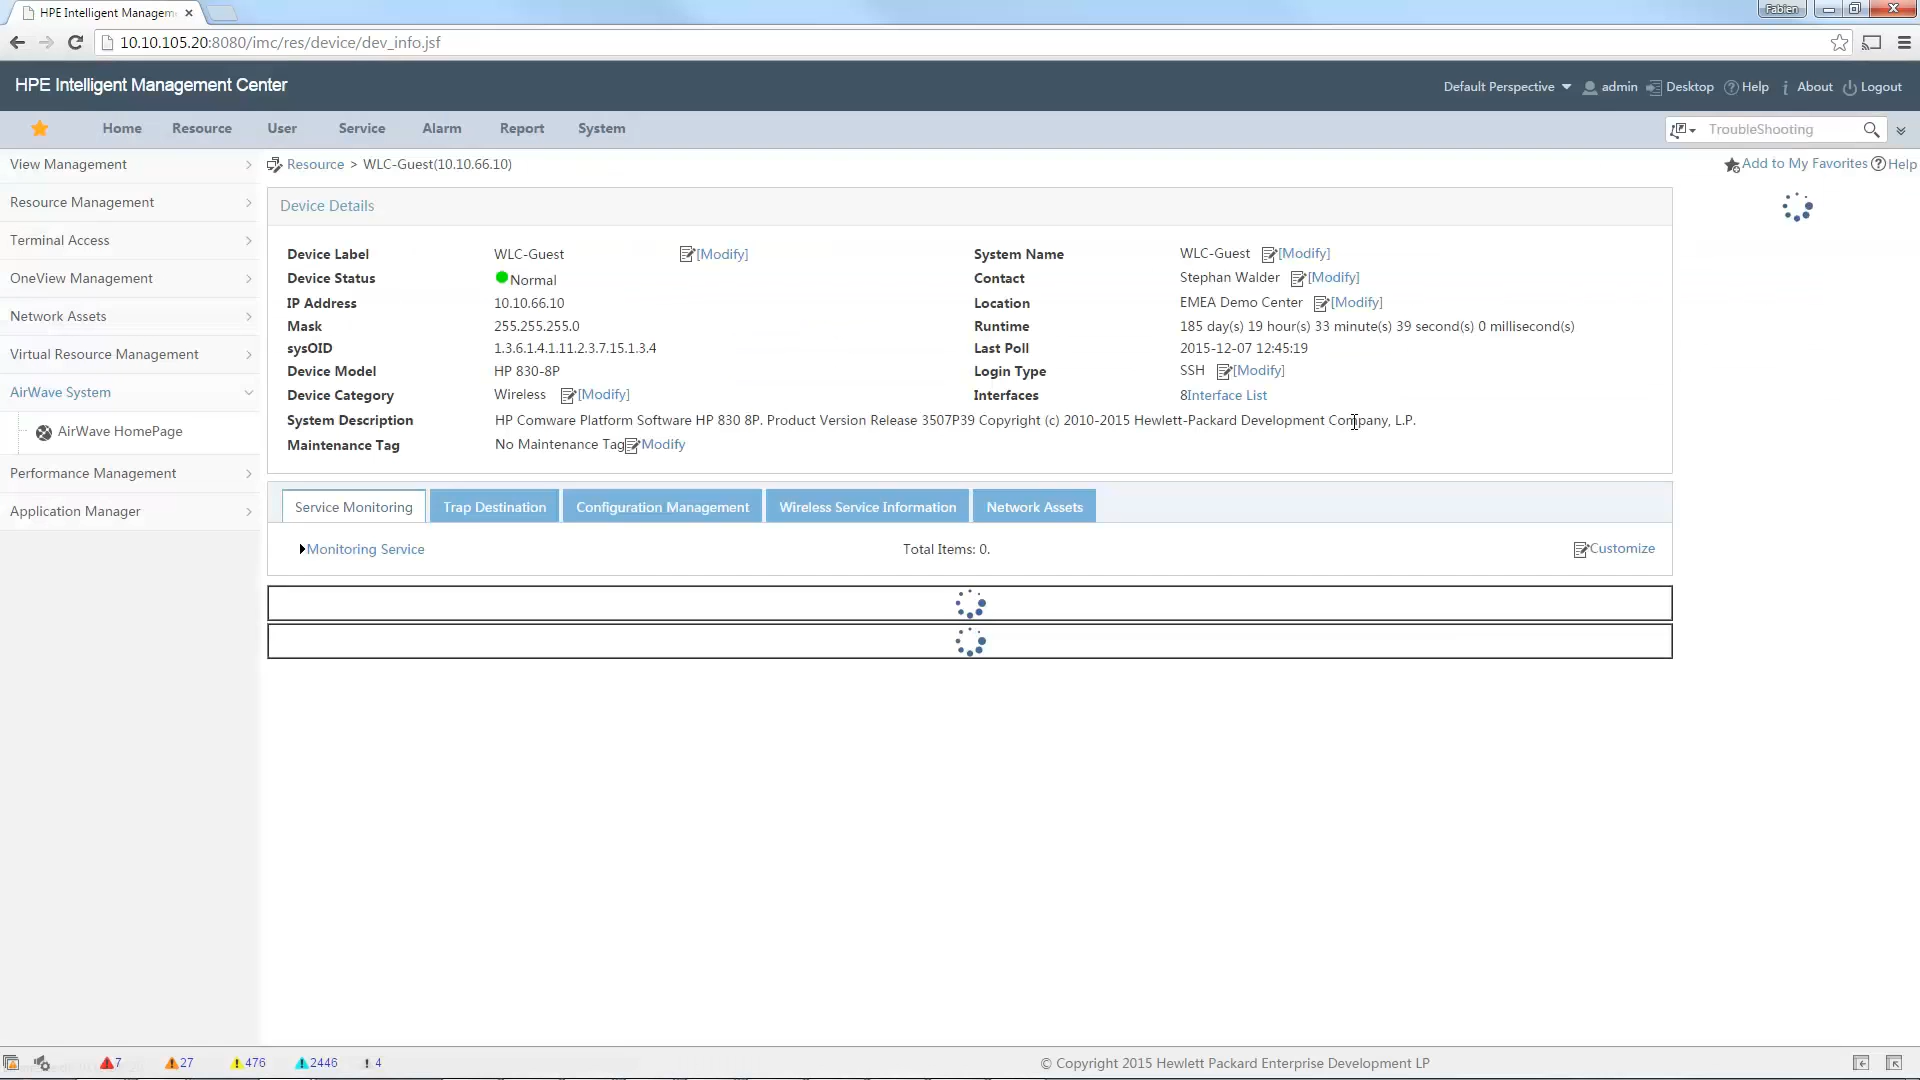 HPE Intelligent Managem
Fabien
10.10.105.20:8080/imc/res/device/dev_info.jsf
HPE Intelligent Management Center
Default Perspective admin Desktop Help About Logout
Home Resource User Service Alarm Report System
TroubleShooting
View Management
Resource Management
Terminal Access
OneView Management
Network Assets
Virtual Resource Management
AirWave System
AirWave HomePage
Performance Management
Application Manager
Resource > WLC-Guest(10.10.66.10)
Add to My Favorites Help
Device Details
Device Label WLC-Guest [Modify]
System Name WLC-Guest [Modify]
Device Status Normal
Contact Stephan Walder [Modify]
IP Address 10.10.66.10
Location EMEA Demo Center [Modify]
Mask 255.255.255.0
Runtime 185 day(s) 19 hour(s) 33 minute(s) 39 second(s) 0 millisecond(s)
sysOID 1.3.6.1.4.1.11.2.3.7.15.1.3.4
Last Poll 2015-12-07 12:45:19
Device Model HP 830-8P
Login Type SSH [Modify]
Device Category Wireless [Modify]
Interfaces 8Interface List
System Description HP Comware Platform Software HP 830 8P. Product Version Release 3507P39 Copyright (c) 2010-2015 Hewlett-Packard Development Company, L.P.
Maintenance Tag No Maintenance Tag Modify
Service Monitoring Trap Destination Configuration Management Wireless Service Information Network Assets
Monitoring Service Total Items: 0. Customize
7 27 476 2446 4
© Copyright 2015 Hewlett Packard Enterprise Development LP